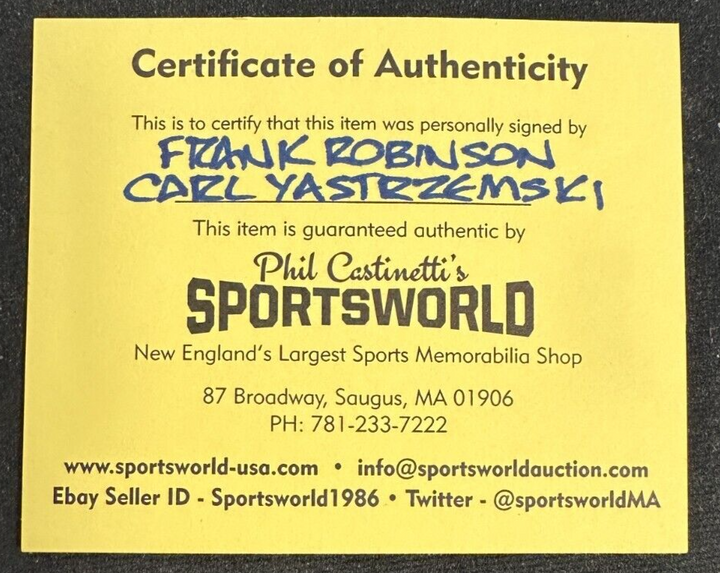 Certificate of Authenticity
This is to certify that this item was personally signed by
FRANK ROBINSON
CARL YASTRZEMSKI
This item is guaranteed authentic by
Phil Castinetti's
SPORTSWORLD
New England's Largest Sports Memorabilia Shop
87 Broadway, Saugus, MA 01906
PH: 781-233-7222
www.sportsworld-usa.com • info@sportsworldauction.com
Ebay Seller ID - Sportsworld1986 • Twitter - @sportsworldMA